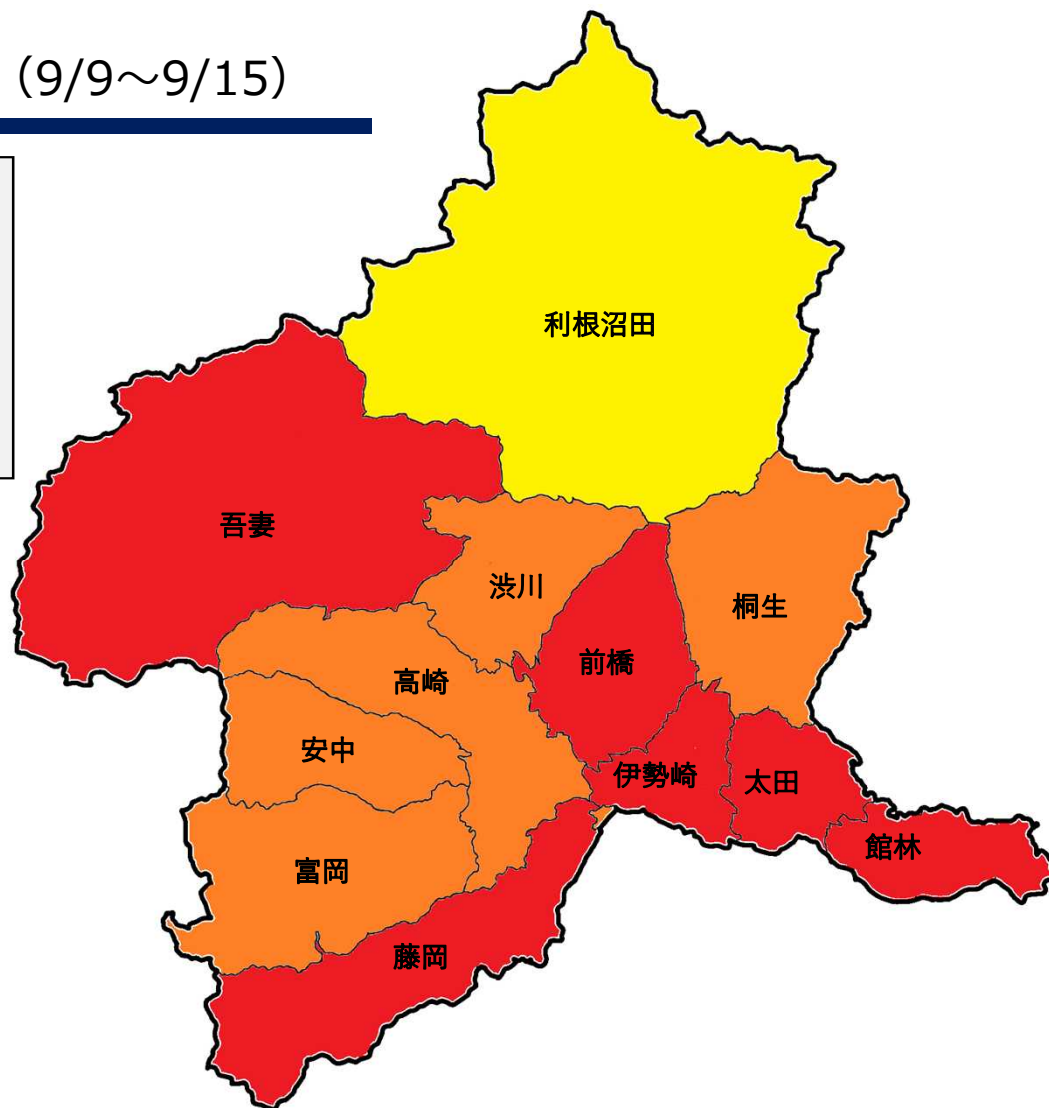 （9/9～9/15）
利根沼田
吾妻
渋川
桐生
前橋
高崎
安中
伊勢崎
太田
館林
富岡
藤岡